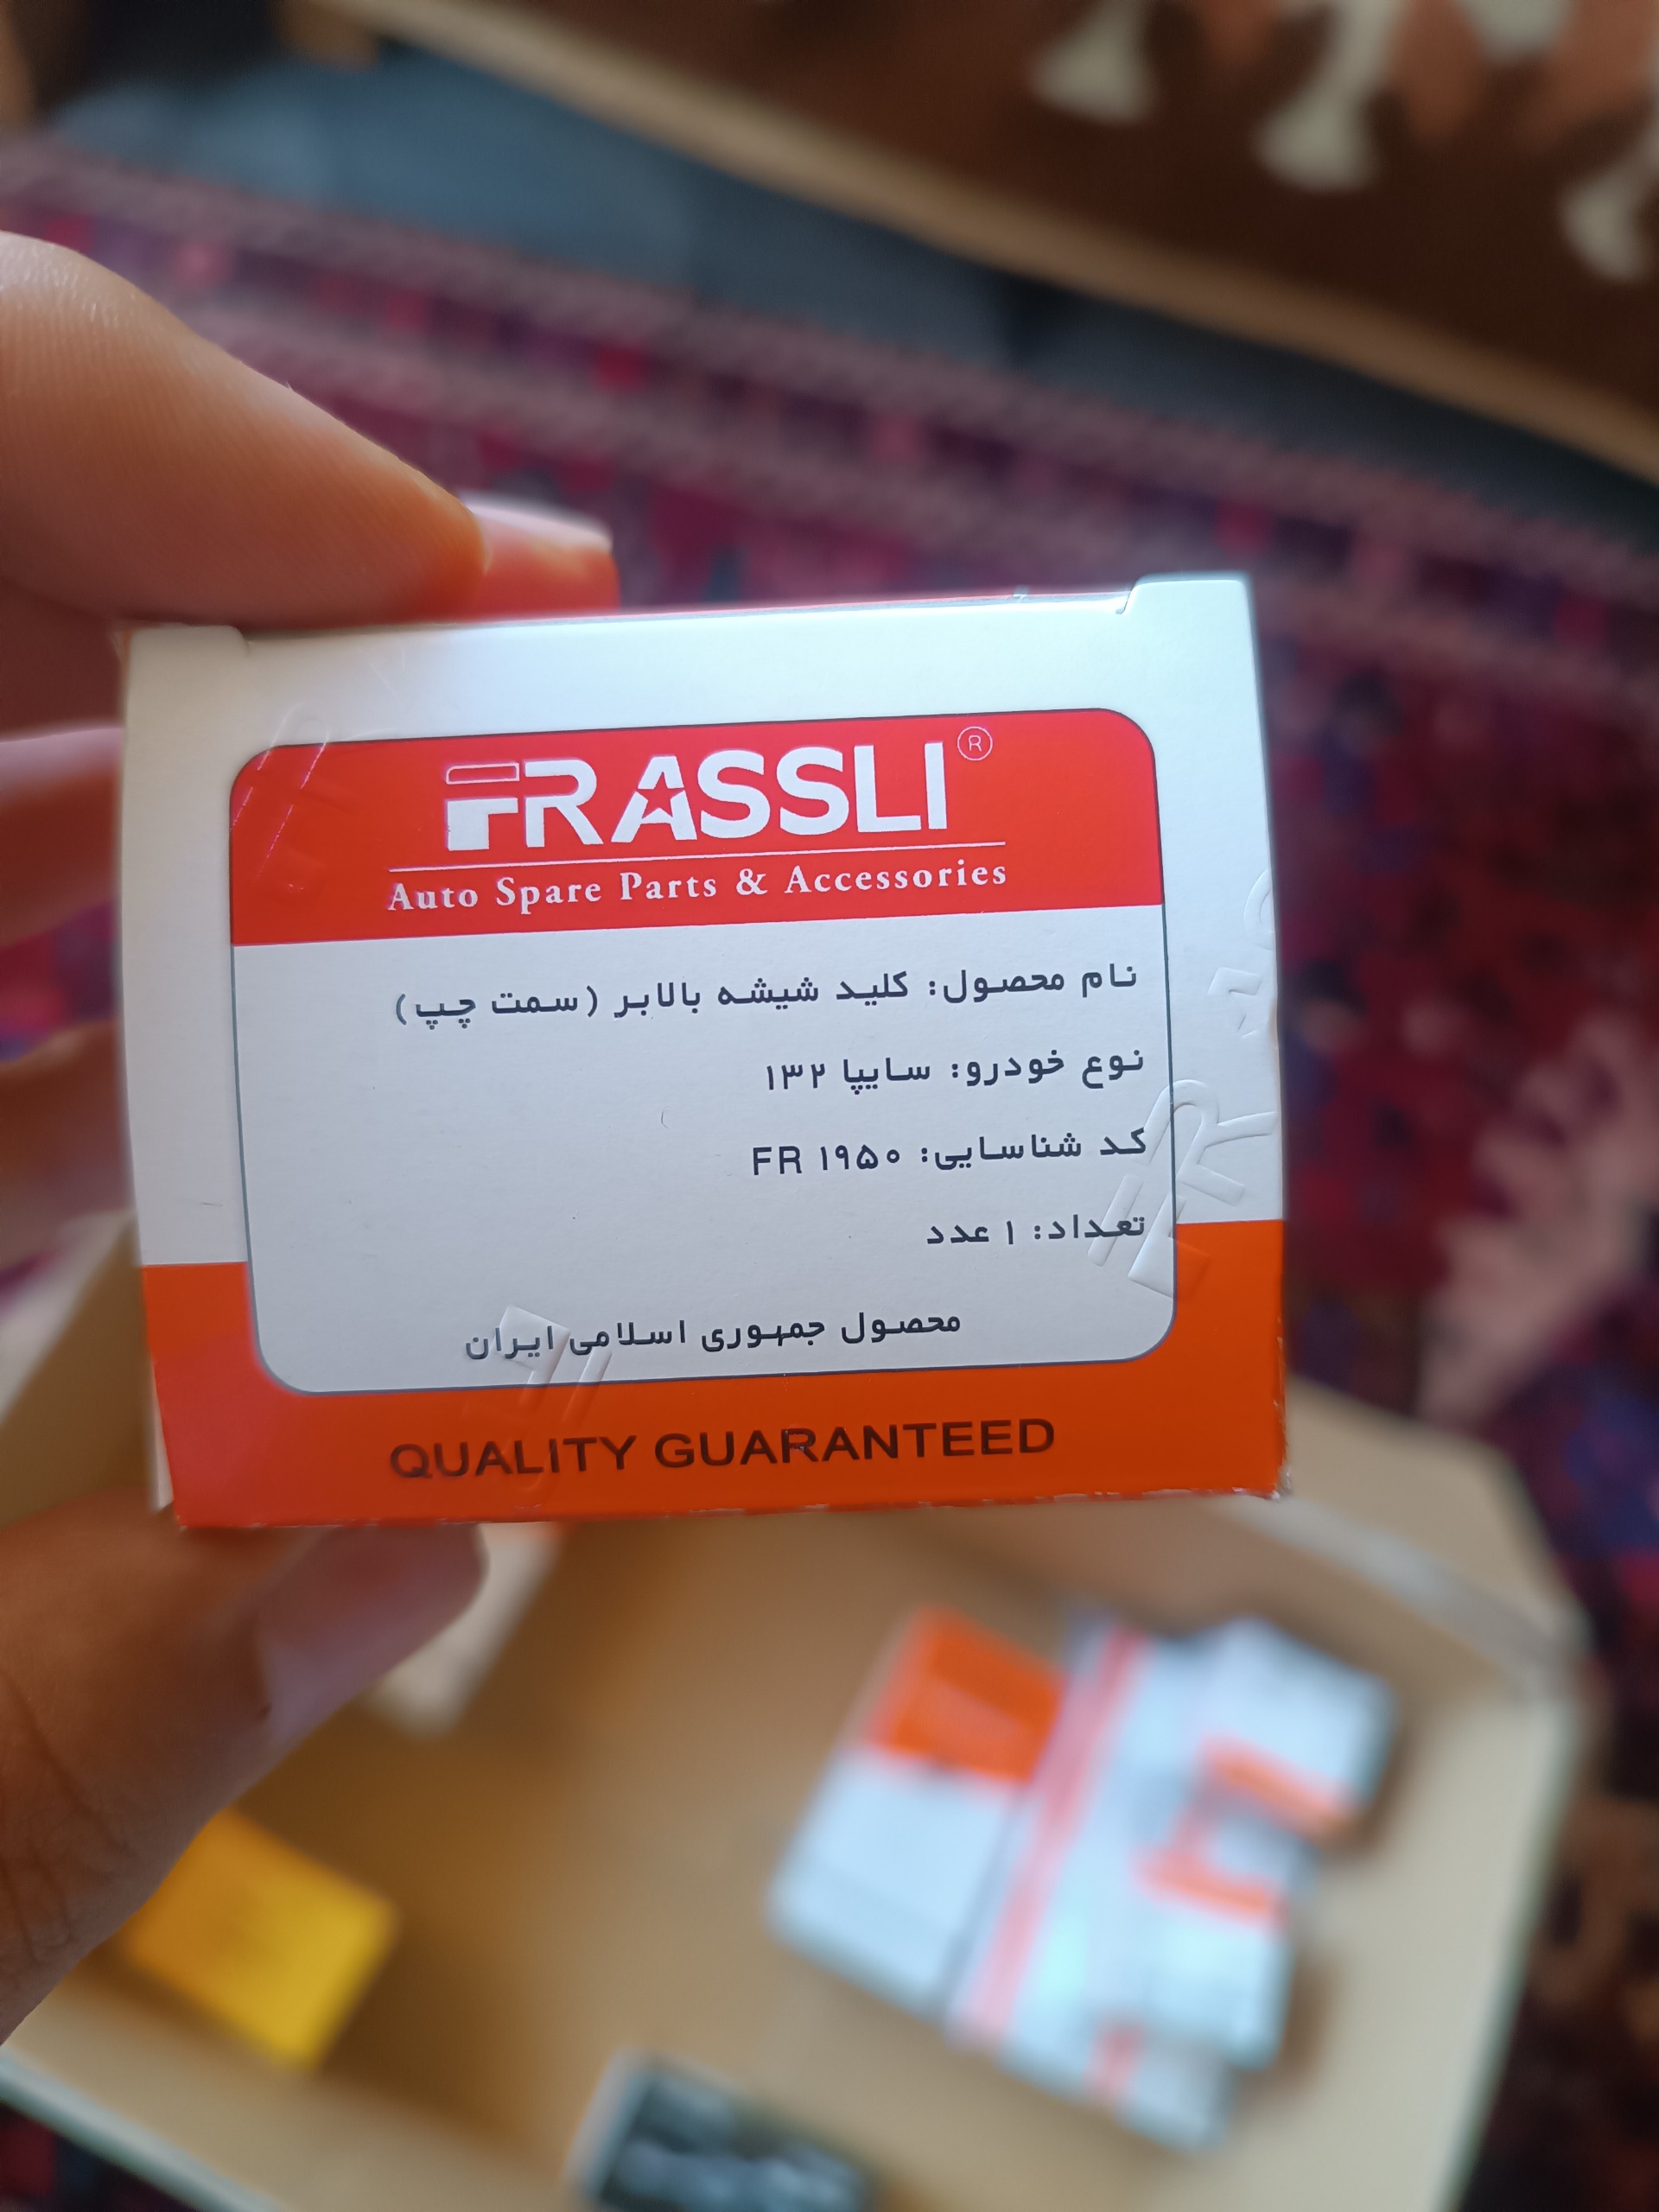 FRASSLI ®
Auto Spare Parts & Accessories
نام محصول: کلید شیشه بالابر (سمت چپ)
نوع خودرو: سایپا ۱۳۲
کد شناسایی: FR ۱۹۵۰
تعداد: ۱ عدد
محصول جمهوری اسلامی ایران
QUALITY GUARANTEED